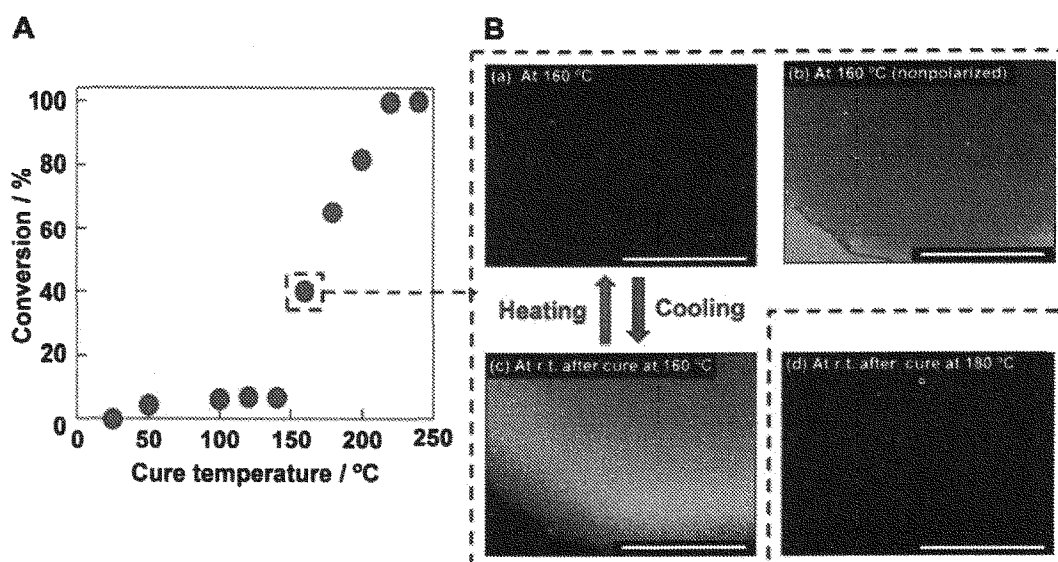 A
B
Conversion / %
100
80
60
40
20
0
0 50 100 150 200 250
Cure temperature / °C
(a) At 160 °C
(b) At 160 °C (nonpolarized)
Heating
Cooling
(c) At r.t. after cure at 160 °C
(d) At r.t. after cure at 180 °C